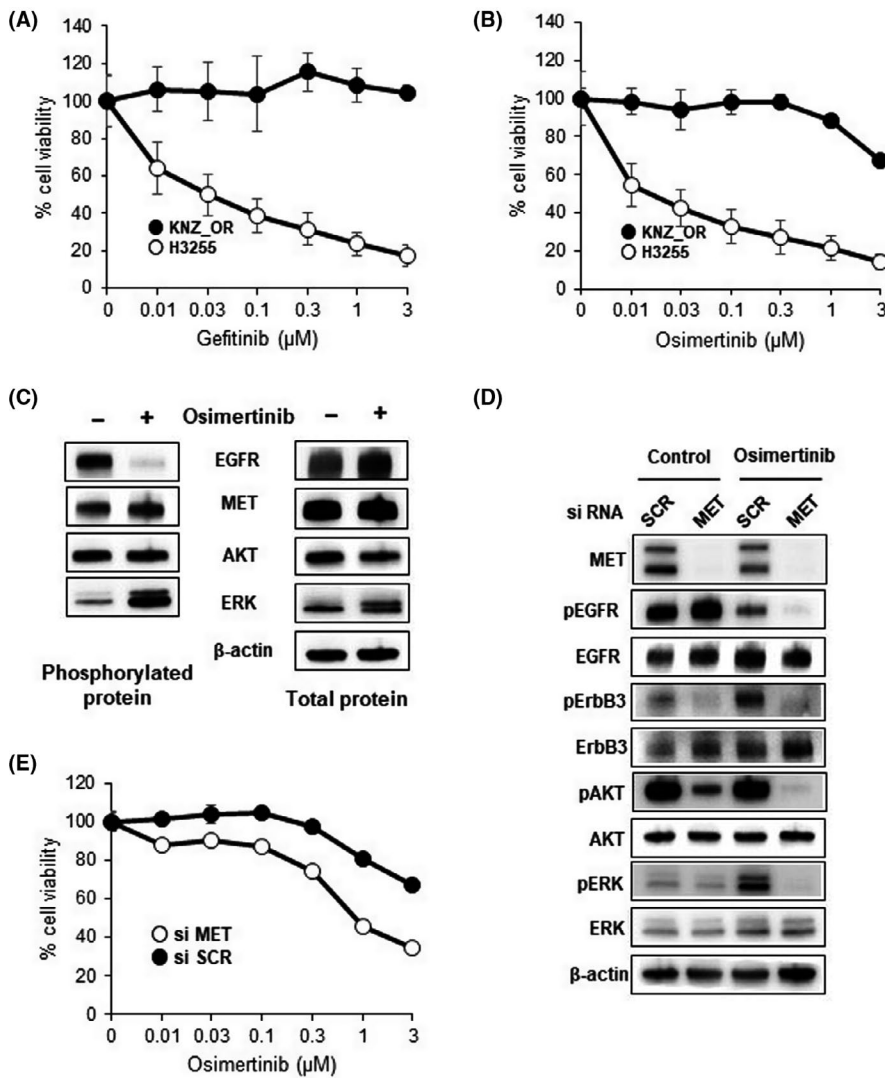 (A)
% cell viability
140
120
100
80
60
40
20
0
KNZ_OR
H3255
0 0.01 0.03 0.1 0.3 1 3
Gefitinib (µM)
(B)
% cell viability
140
120
100
80
60
40
20
0
KNZ_OR
H3255
0 0.01 0.03 0.1 0.3 1 3
Osimertinib (µM)
(C)
– + Osimertinib – +
EGFR
MET
AKT
ERK
β-actin
Phosphorylated
protein
Total protein
(D)
Control Osimertinib
si RNA SCR MET SCR MET
MET
pEGFR
EGFR
pErbB3
ErbB3
pAKT
AKT
pERK
ERK
β-actin
(E)
% cell viability
120
100
80
60
40
20
0
si MET
si SCR
0 0.01 0.03 0.1 0.3 1 3
Osimertinib (µM)